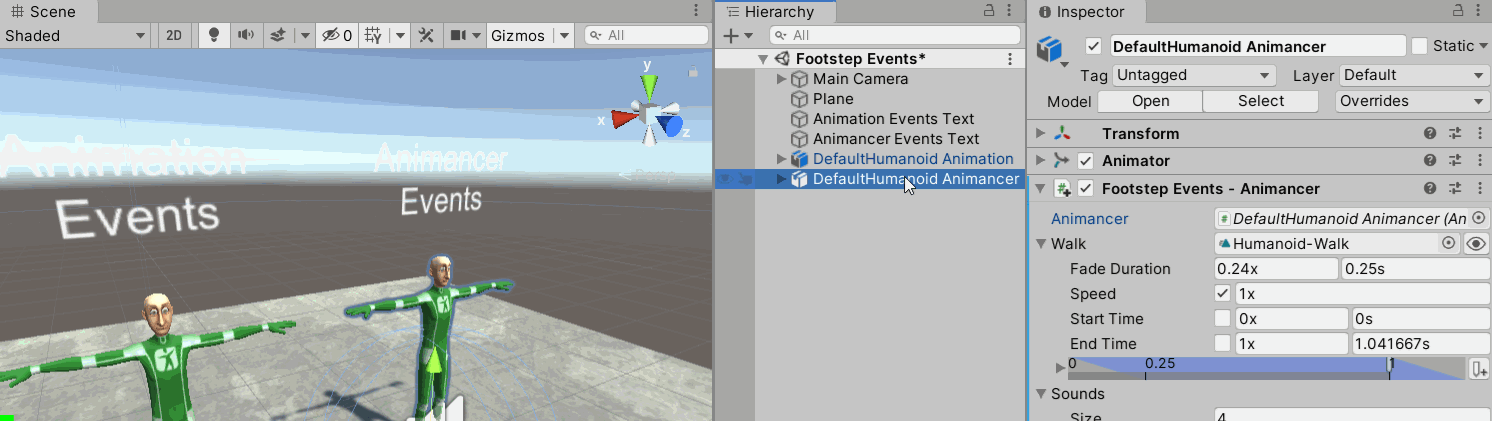 Scene
Shaded
2D
0
Gizmos
All
y
x
z
Persp
Animation
Events
Animancer
Events
Hierarchy
All
Footstep Events*
Main Camera
Plane
Animation Events Text
Animancer Events Text
DefaultHumanoid Animation
DefaultHumanoid Animancer
Inspector
DefaultHumanoid Animancer
Static
Tag Untagged Layer Default
Model Open Select Overrides
Transform
Animator
# Footstep Events - Animancer
Animancer # DefaultHumanoid Animancer (An
Walk Humanoid-Walk
Fade Duration 0.24x 0.25s
Speed 1x
Start Time 0x 0s
End Time 1x 1.041667s
0 0.25 1
Sounds
Size 4